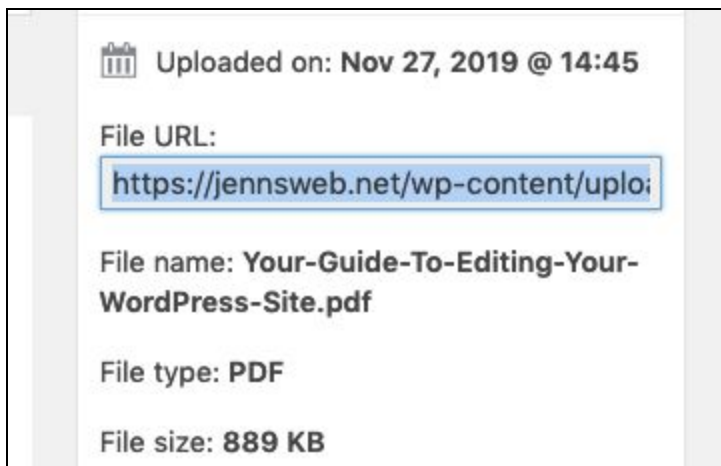 Uploaded on: Nov 27, 2019 @ 14:45
File URL:
https://jennsweb.net/wp-content/uploa
File name: Your-Guide-To-Editing-Your-
WordPress-Site.pdf
File type: PDF
File size: 889 KB